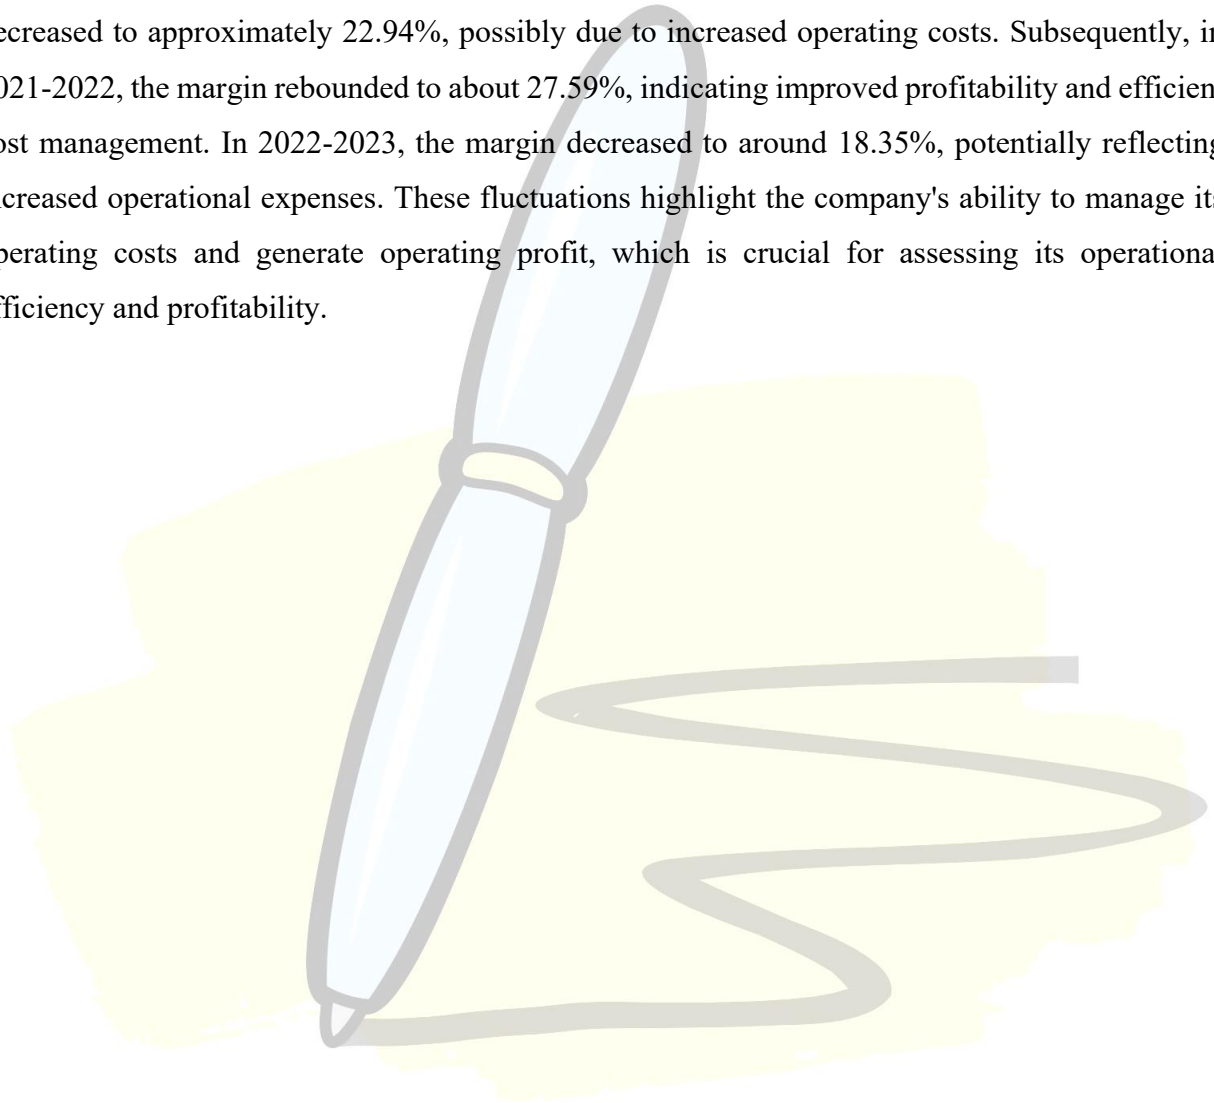 ecreased to approximately 22.94%, possibly due to increased operating costs. Subsequently, in
021-2022, the margin rebounded to about 27.59%, indicating improved profitability and efficien
ost management. In 2022-2023, the margin decreased to around 18.35%, potentially reflecting
ncreased operational expenses. These fluctuations highlight the company's ability to manage its
perating costs and generate operating profit, which is crucial for assessing its operationa
fficiency and profitability.